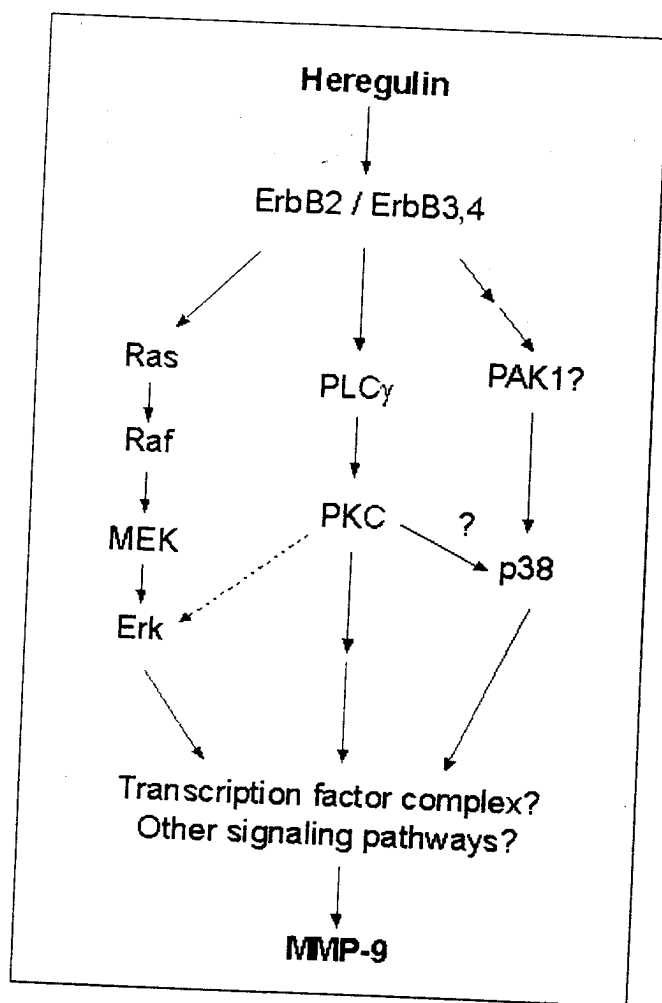 Heregulin
ErbB2 / ErbB3,4
Ras
PLCγ
PAK1?
Raf
PKC
?
MEK
p38
Erk
Transcription factor complex?
Other signaling pathways?
MMP-9